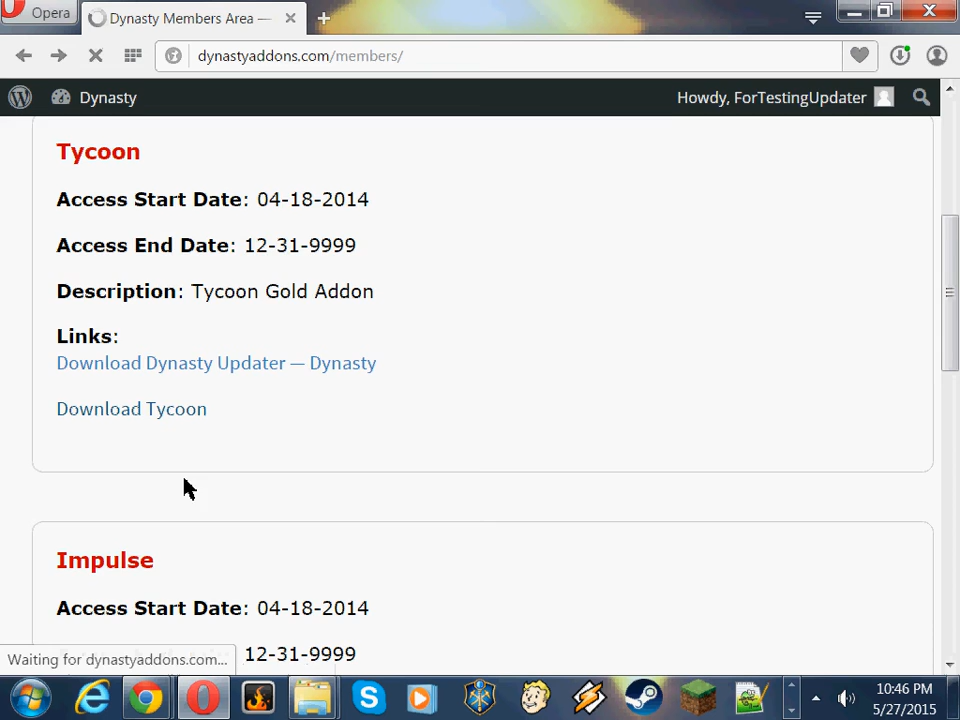 Opera
Dynasty Members Area —
dynastyaddons.com/members/
Dynasty
Howdy, ForTestingUpdater
Tycoon
Access Start Date: 04-18-2014
Access End Date: 12-31-9999
Description: Tycoon Gold Addon
Links:
Download Dynasty Updater — Dynasty
Download Tycoon
Impulse
Access Start Date: 04-18-2014
12-31-9999
Waiting for dynastyaddons.com...
10:46 PM
5/27/2015